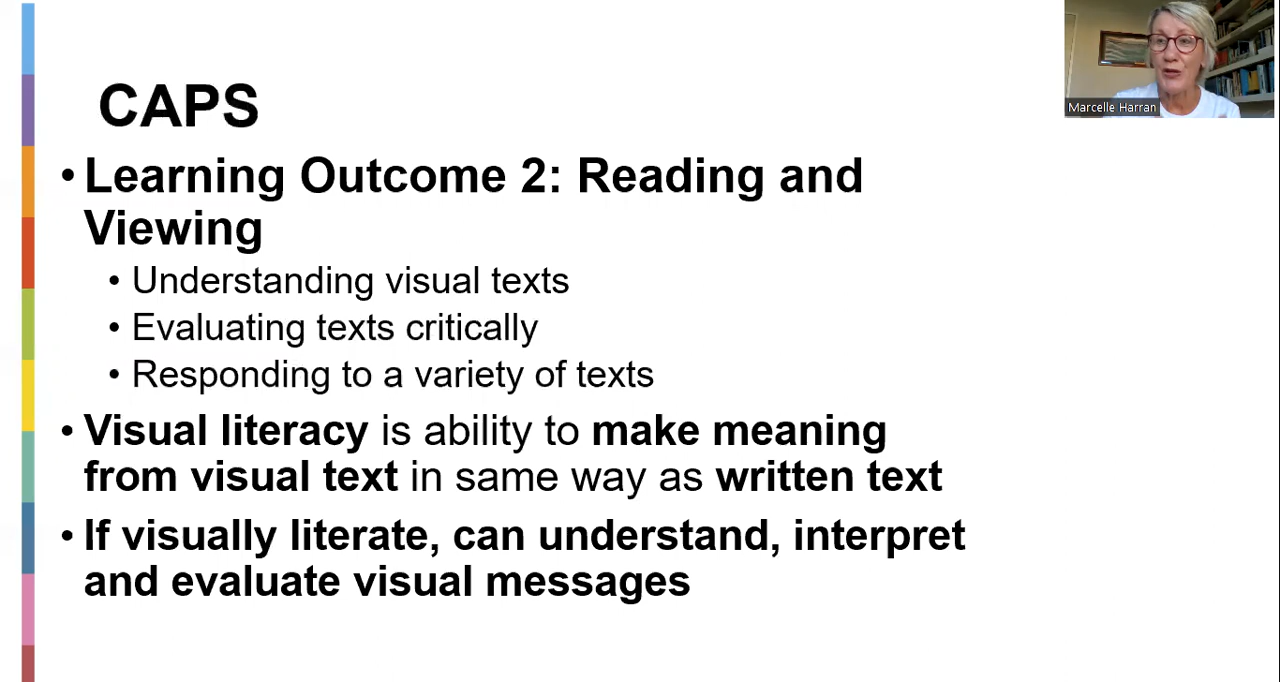 CAPS
• Learning Outcome 2: Reading and
Viewing
• Understanding visual texts
• Evaluating texts critically
• Responding to a variety of texts
• Visual literacy is ability to make meaning
from visual text in same way as written text
• If visually literate, can understand, interpret
and evaluate visual messages
Marcelle Harran